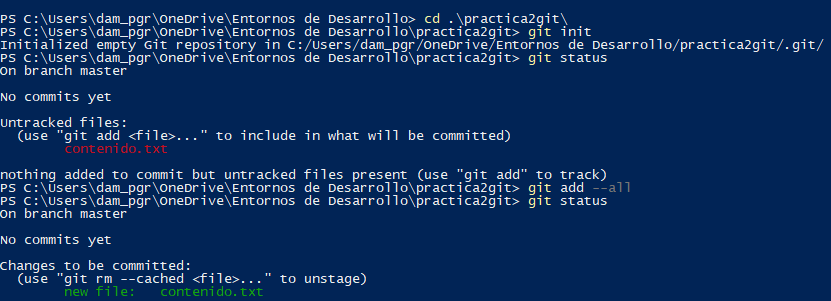 PS C:\Users\dam_pgr\OneDrive\Entornos de Desarrollo> cd .\practica2git\
PS C:\Users\dam_pgr\OneDrive\Entornos de Desarrollo\practica2git> git init
Initialized empty Git repository in C:/Users/dam_pgr/OneDrive/Entornos de Desarrollo/practica2git/.git/
PS C:\Users\dam_pgr\OneDrive\Entornos de Desarrollo\practica2git> git status
On branch master

No commits yet

Untracked files:
  (use "git add <file>..." to include in what will be committed)
        contenido.txt

nothing added to commit but untracked files present (use "git add" to track)
PS C:\Users\dam_pgr\OneDrive\Entornos de Desarrollo\practica2git> git add --all
PS C:\Users\dam_pgr\OneDrive\Entornos de Desarrollo\practica2git> git status
On branch master

No commits yet

Changes to be committed:
  (use "git rm --cached <file>..." to unstage)
        new file:   contenido.txt